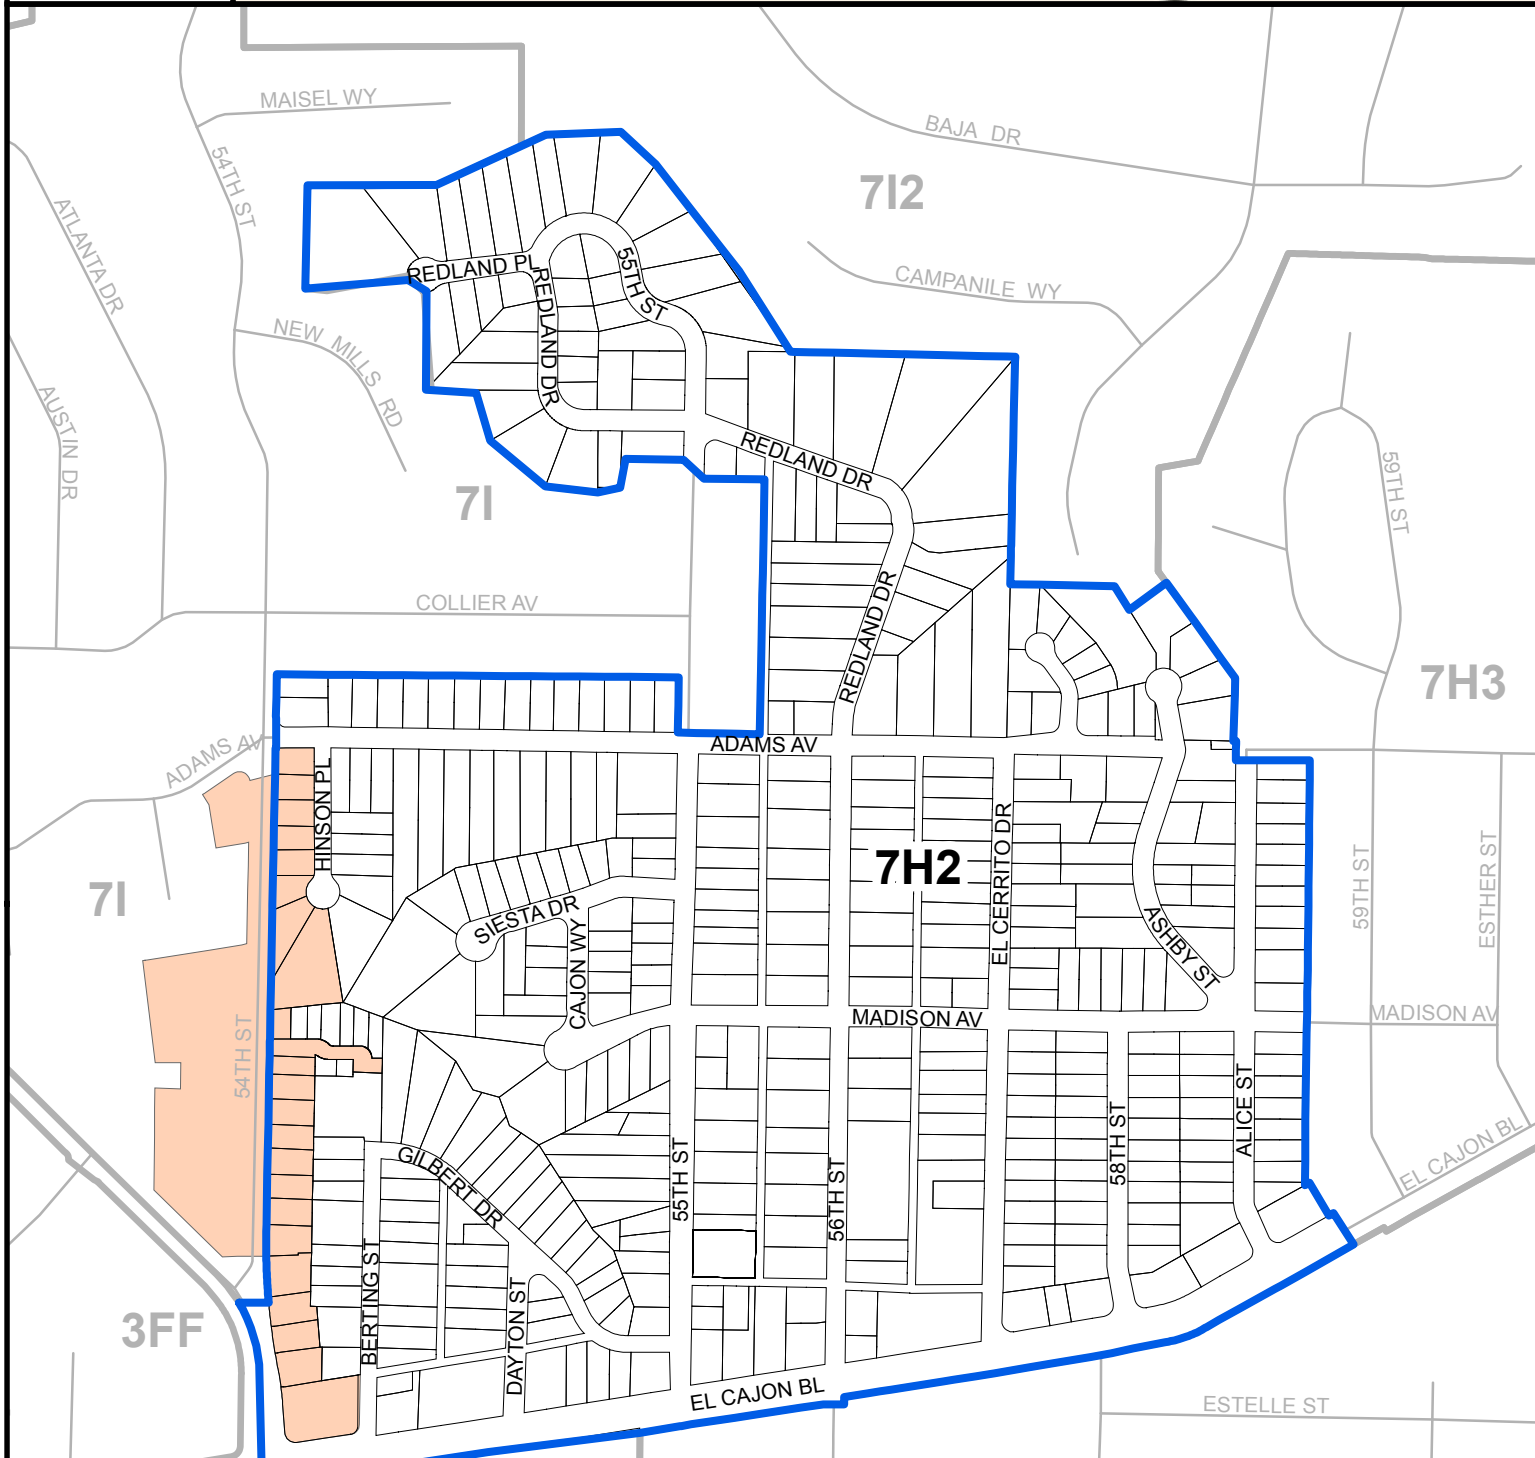 MAISEL WY
BAJA DR
54TH ST
7I2
ATLANTA DR
REDLAND PL
55TH ST
CAMPANILE WY
REDLAND DR
NEW MILLS RD
AUSTIN DR
REDLAND DR
59TH ST
7I
REDLAND DR
COLLIER AV
7H3
ADAMS AV
ADAMS AV
HINSON PL
7H2
EL CERRITO DR
59TH ST
ESTHER ST
7I
SIESTA DR
CAJON WY
ASHBY ST
MADISON AV
MADISON AV
54TH ST
ALICE ST
58TH ST
55TH ST
56TH ST
GILBERT DR
EL CAJON BL
BERTING ST
DAYTON ST
3FF
EL CAJON BL
ESTELLE ST